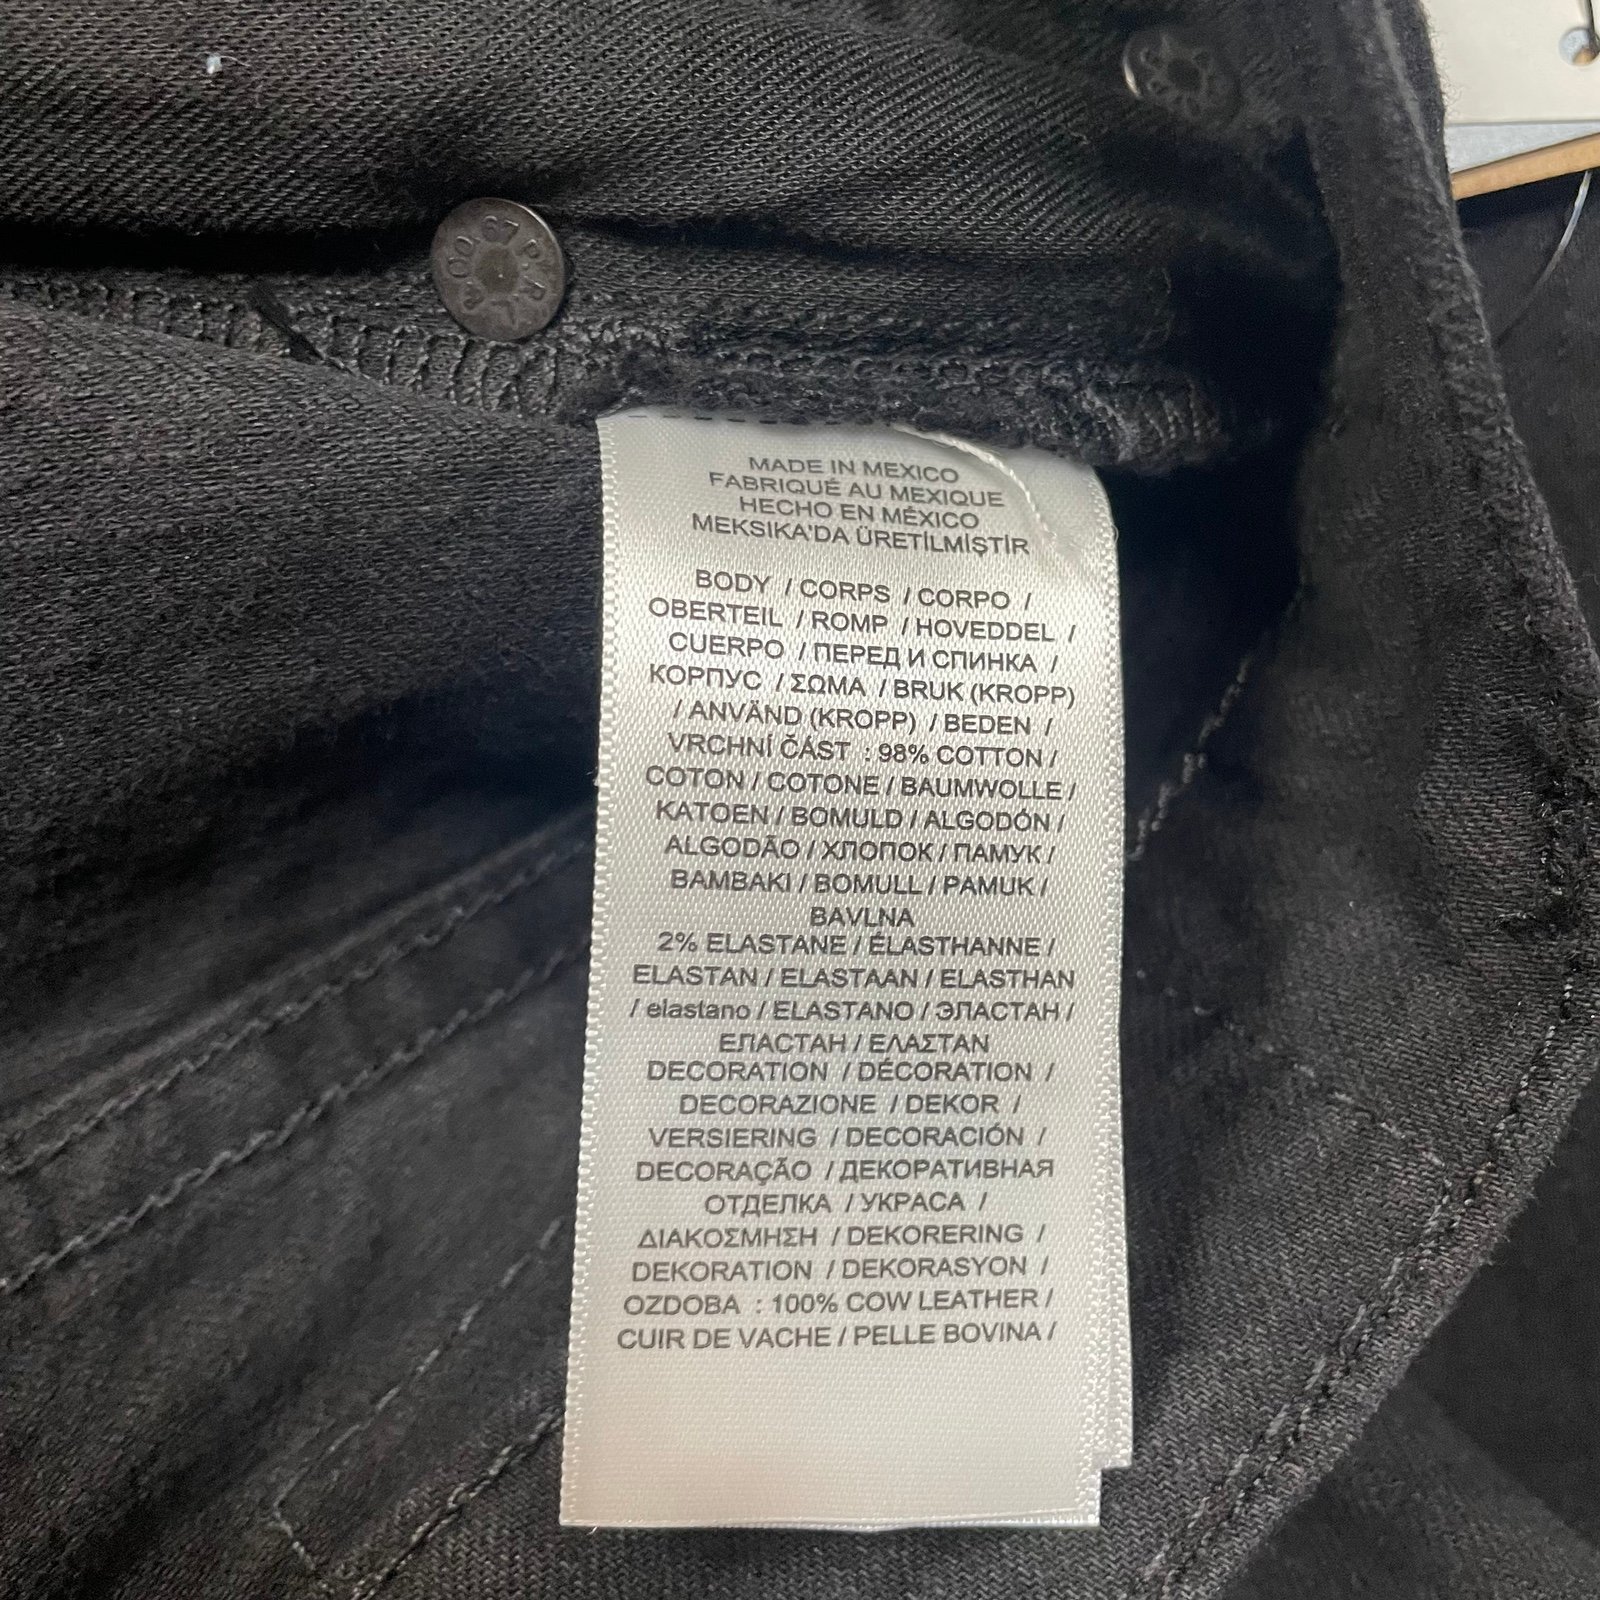 67 P.R
MADE IN MEXICO
FABRIQUÉ AU MEXIQUE
HECHO EN MÉXICO
MEKSIKA'DA ÜRETİLMİŞTİR
BODY / CORPS / CORPO /
OBERTEIL / ROMP / HOVEDDEL /
CUERPO / ПЕРЕД И СПИНКА /
КОРПУС / ΣΩΜΑ / BRUK (KROPP)
/ ANVÄND (KROPP) / BEDEN /
VRCHNÍ ČÁST : 98% COTTON /
COTON / COTONE / BAUMWOLLE /
KATOEN / BOMULD / ALGODÓN /
ALGODÃO / ХЛОПОК / ПАМУК /
BAMBAKI / BOMULL / PAMUK /
BAVLNA
2% ELASTANE / ÉLASTHANNE /
ELASTAN / ELASTAAN / ELASTHAN
/ elastano / ELASTANO / ЭЛАСТАН /
ЕЛАСТАН / ΕΛΑΣΤΑΝ
DECORATION / DÉCORATION /
DECORAZIONE / DEKOR /
VERSIERING / DECORACIÓN /
DECORAÇÃO / ДЕКОРАТИВНАЯ
ОТДЕЛКА / УКРАСА /
ΔΙΑΚΟΣΜΗΣΗ / DEKORERING /
DEKORATION / DEKORASYON /
OZDOBA : 100% COW LEATHER /
CUIR DE VACHE / PELLE BOVINA /